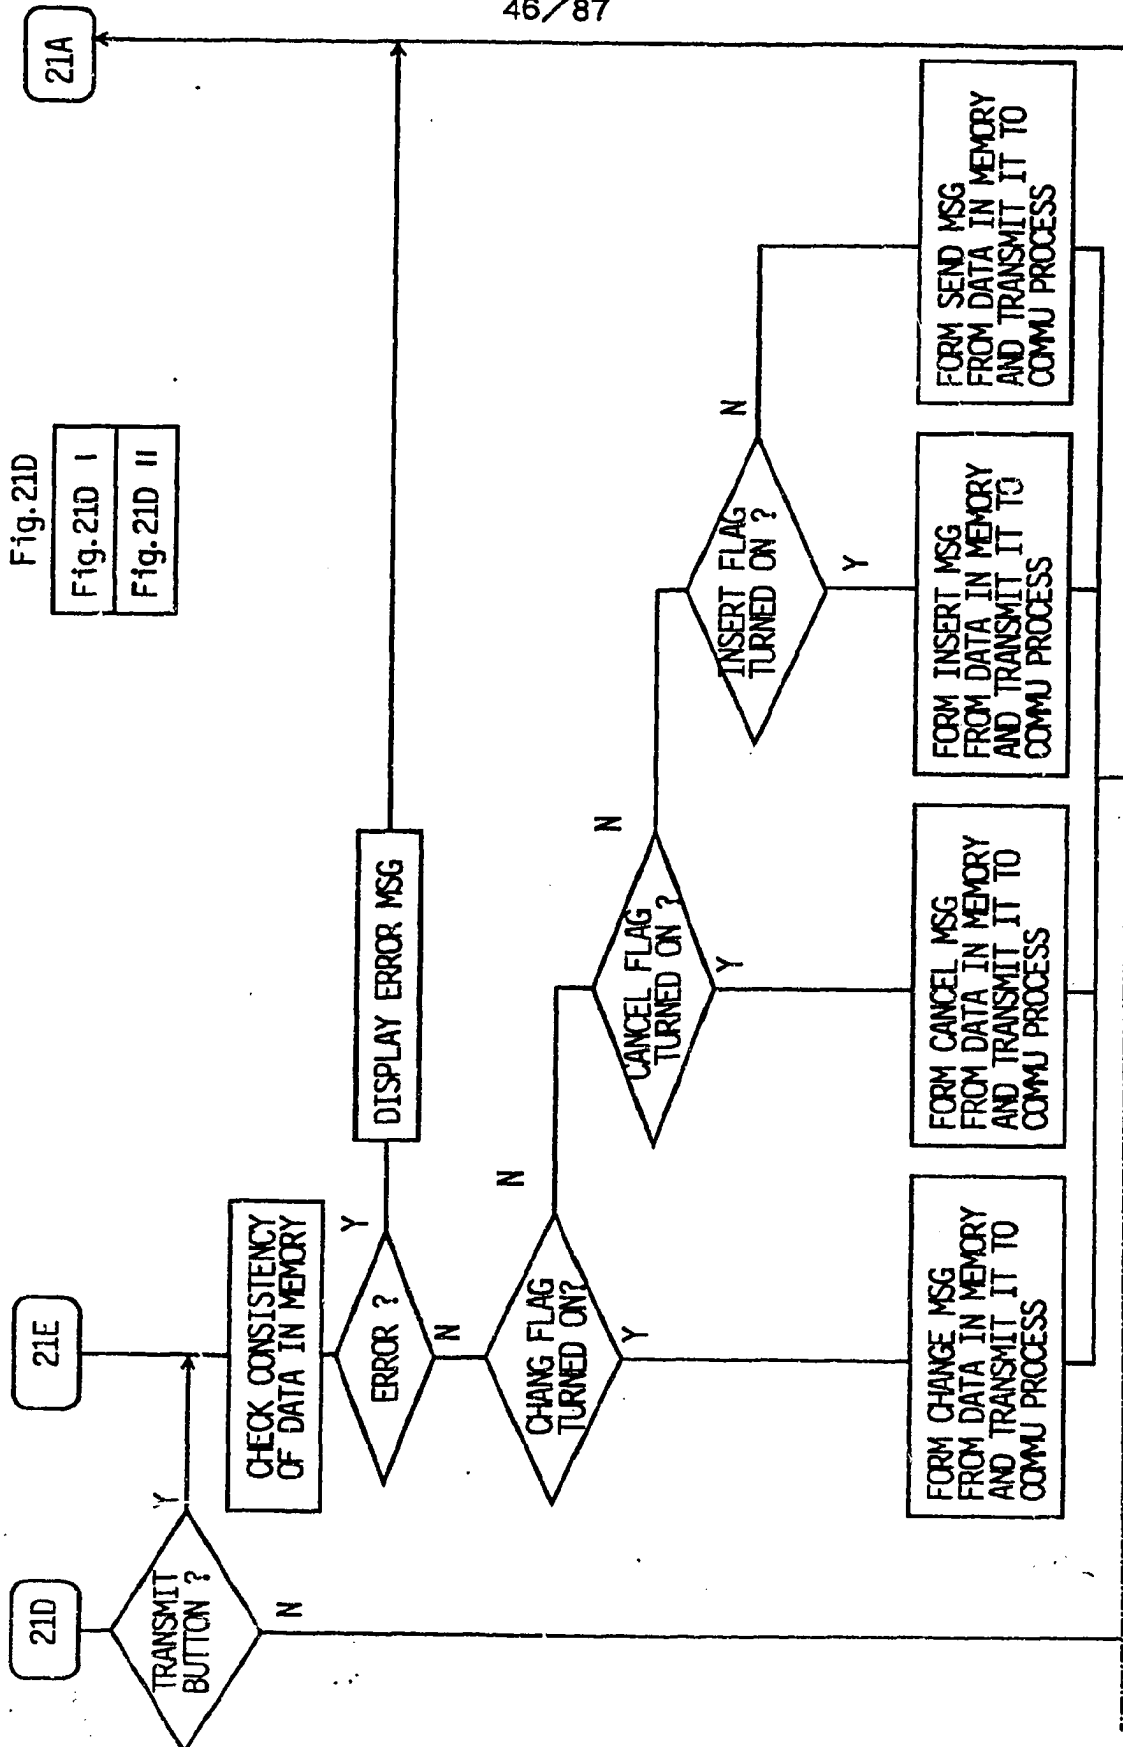 46/87
Fig.21D
Fig.21D I
Fig.21D II
21D
21E
21A
TRANSMIT
BUTTON ?
Y
N
CHECK CONSISTENCY
OF DATA IN MEMORY
ERROR ?
Y
N
DISPLAY ERROR MSG
CHANG FLAG
TURNED ON?
N
Y
CANCEL FLAG
TURNED ON ?
N
Y
INSERT FLAG
TURNED ON ?
N
Y
FORM CHANGE MSG
FROM DATA IN MEMORY
AND TRANSMIT IT TO
COMMU PROCESS
FORM CANCEL MSG
FROM DATA IN MEMORY
AND TRANSMIT IT TO
COMMU PROCESS
FORM INSERT MSG
FROM DATA IN MEMORY
AND TRANSMIT IT TO
COMMU PROCESS
FORM SEND MSG
FROM DATA IN MEMORY
AND TRANSMIT IT TO
COMMU PROCESS